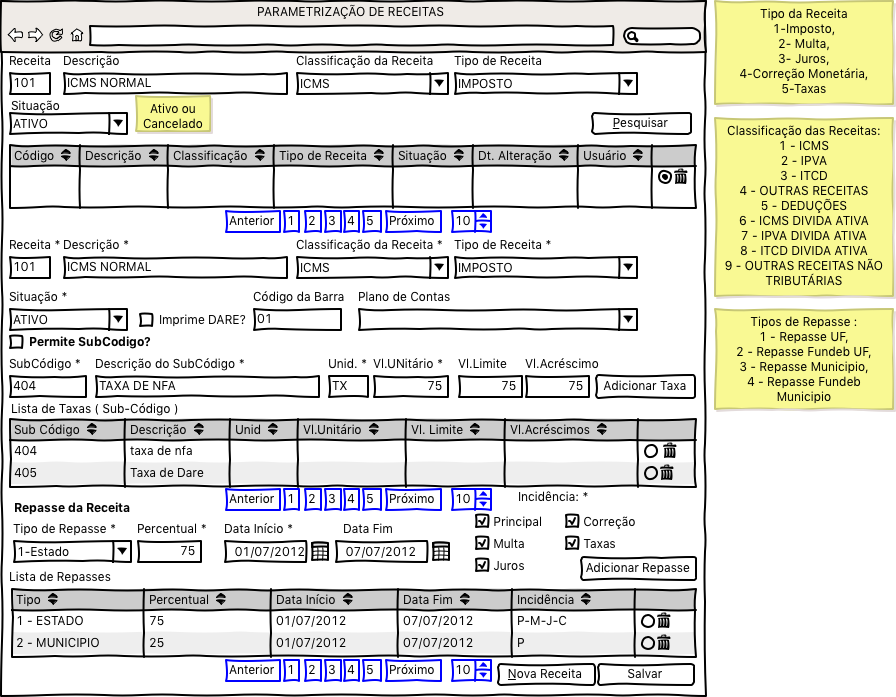 PARAMETRIZAÇÃO DE RECEITAS
Receita Descrição Classificação da Receita Tipo de Receita
101 ICMS NORMAL ICMS IMPOSTO
Situação
ATIVO
Ativo ou
Cancelado
Pesquisar
Código Descrição Classificação Tipo de Receita Situação Dt. Alteração Usuário
Anterior 1 2 3 4 5 Próximo 10
Receita * Descrição * Classificação da Receita * Tipo de Receita *
101 ICMS NORMAL ICMS IMPOSTO
Situação * Código da Barra Plano de Contas
ATIVO Imprime DARE? 01
Permite SubCodigo?
SubCódigo * Descrição do SubCódigo * Unid. * Vl.UNitário * Vl.Limite Vl.Acréscimo
404 TAXA DE NFA TX 75 75 75 Adicionar Taxa
Lista de Taxas ( Sub-Código )
Sub Código Descrição Unid Vl.Unitário Vl. Limite Vl.Acréscimos
404 taxa de nfa
405 Taxa de Dare
Anterior 1 2 3 4 5 Próximo 10 Incidência: *
Repasse da Receita
Tipo de Repasse * Percentual * Data Início * Data Fim
Principal Correção
1-Estado 75 01/07/2012 07/07/2012
Multa Taxas
Juros Adicionar Repasse
Lista de Repasses
Tipo Percentual Data Início Data Fim Incidência
1 - ESTADO 75 01/07/2012 07/07/2012 P-M-J-C
2 - MUNICIPIO 25 01/07/2012 07/07/2012 P
Anterior 1 2 3 4 5 Próximo 10 Nova Receita Salvar
Tipo da Receita
1-Imposto,
2- Multa,
3- Juros,
4-Correção Monetária,
5-Taxas
Classificação das Receitas:
1 - ICMS
2 - IPVA
3 - ITCD
4 - OUTRAS RECEITAS
5 - DEDUÇÕES
6 - ICMS DIVIDA ATIVA
7 - IPVA DIVIDA ATIVA
8 - ITCD DIVIDA ATIVA
9 - OUTRAS RECEITAS NÃO
TRIBUTÁRIAS
Tipos de Repasse :
1 - Repasse UF,
2 - Repasse Fundeb UF,
3 - Repasse Municipio,
4 - Repasse Fundeb
Municipio